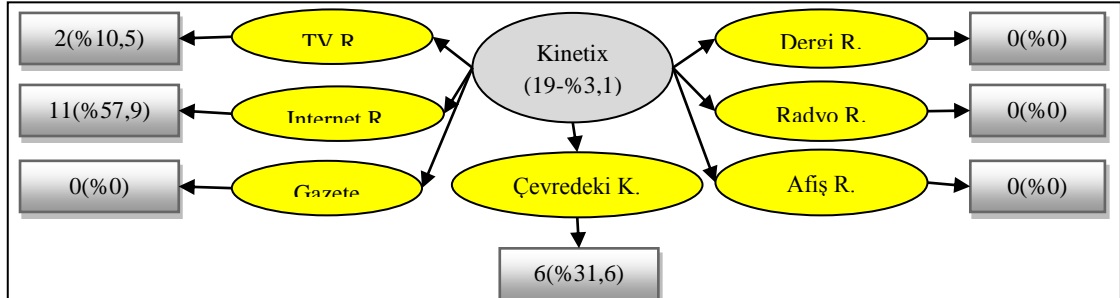 2(%10,5)
TV R.
Kinetix
(19-%3,1)
Dergi R.
0(%0)
11(%57,9)
Internet R.
Radyo R.
0(%0)
0(%0)
Gazete
Çevredeki K.
Afiş R.
0(%0)
6(%31,6)